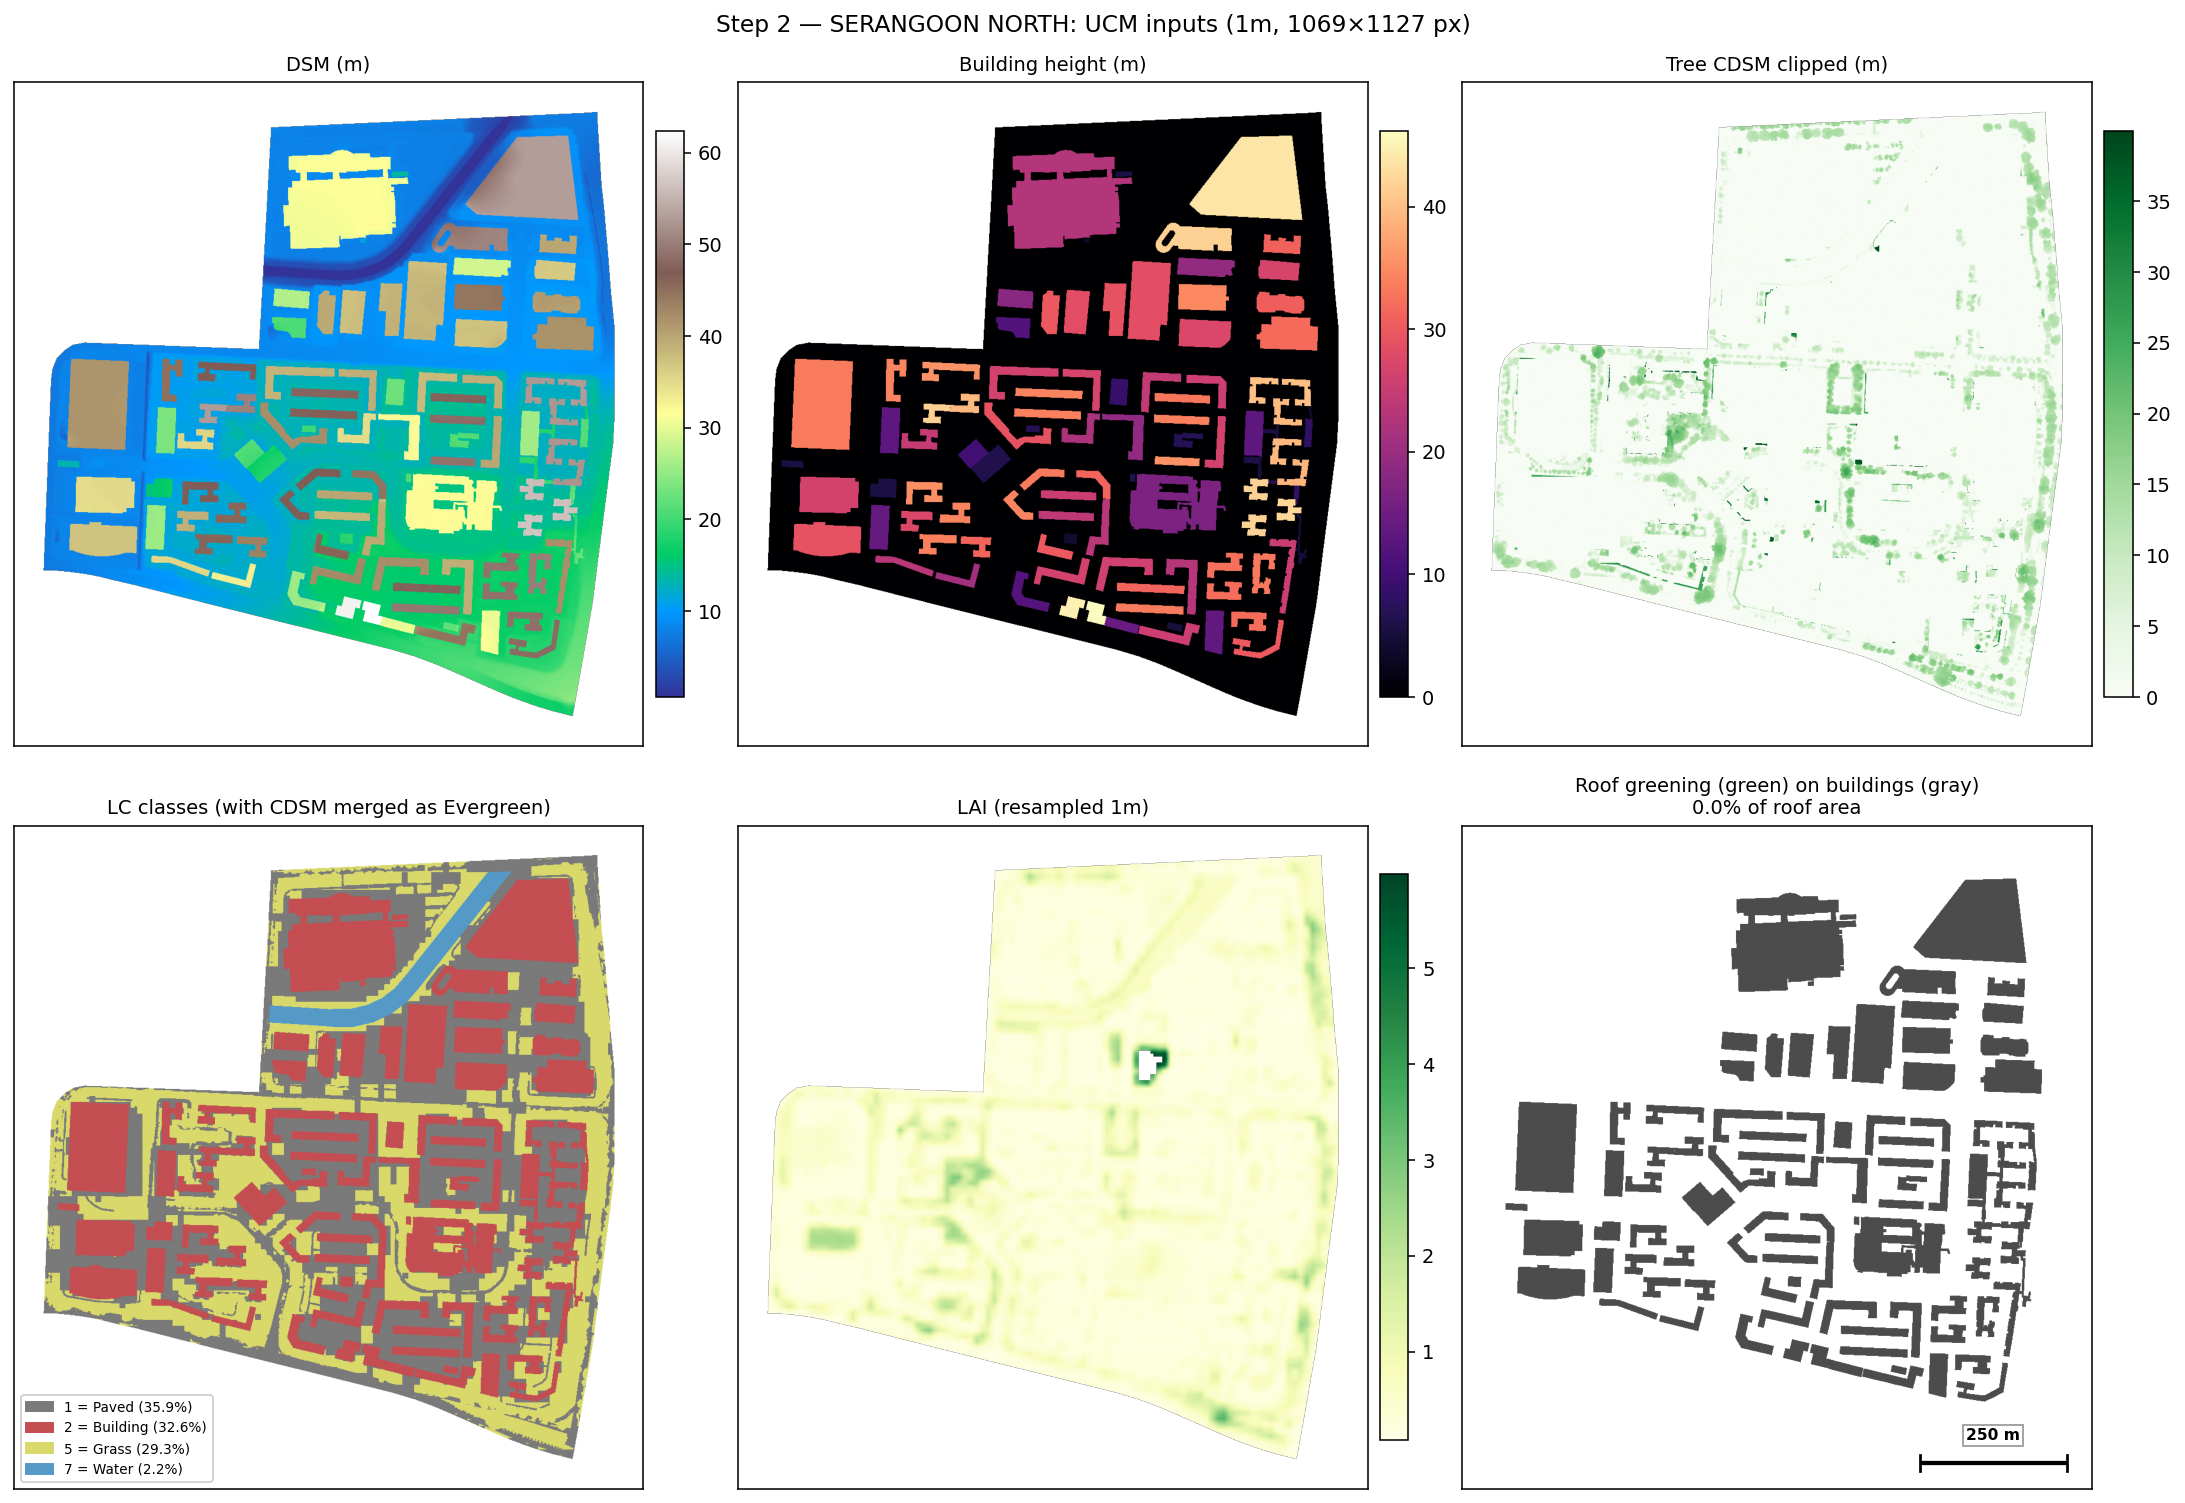 Step 2 — SERANGOON NORTH: UCM inputs (1m, 1069×1127 px)
DSM (m)
60
50
40
30
20
10
Building height (m)
40
30
20
10
0
Tree CDSM clipped (m)
35
30
25
20
15
10
5
0
LC classes (with CDSM merged as Evergreen)
1 = Paved (35.9%)
2 = Building (32.6%)
5 = Grass (29.3%)
7 = Water (2.2%)
LAI (resampled 1m)
5
4
3
2
1
Roof greening (green) on buildings (gray)
0.0% of roof area
250 m